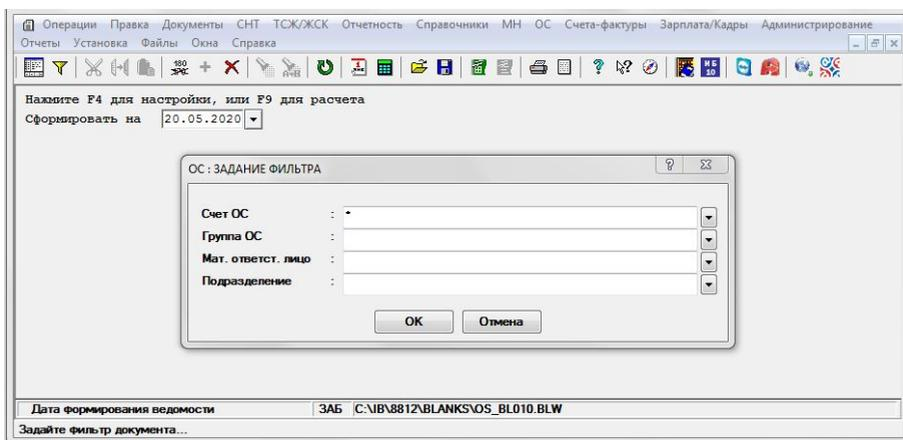 Операции Правка Документы СНТ ТСЖ/ЖСК Отчетность Справочники МН ОС Счета-фактуры Зарплата/Кадры Администрирование
Отчеты Установка Файлы Окна Справка
Нажмите F4 для настройки, или F9 для расчета
Сформировать на 20.05.2020
ОС : ЗАДАНИЕ ФИЛЬТРА
Счет ОС : *
Группа ОС :
Мат. ответст. лицо :
Подразделение :
ОК Отмена
Дата формирования ведомости ЗАБ C:\IB\8812\BLANKS\OS_BL010.BLW
Задайте фильтр документа...